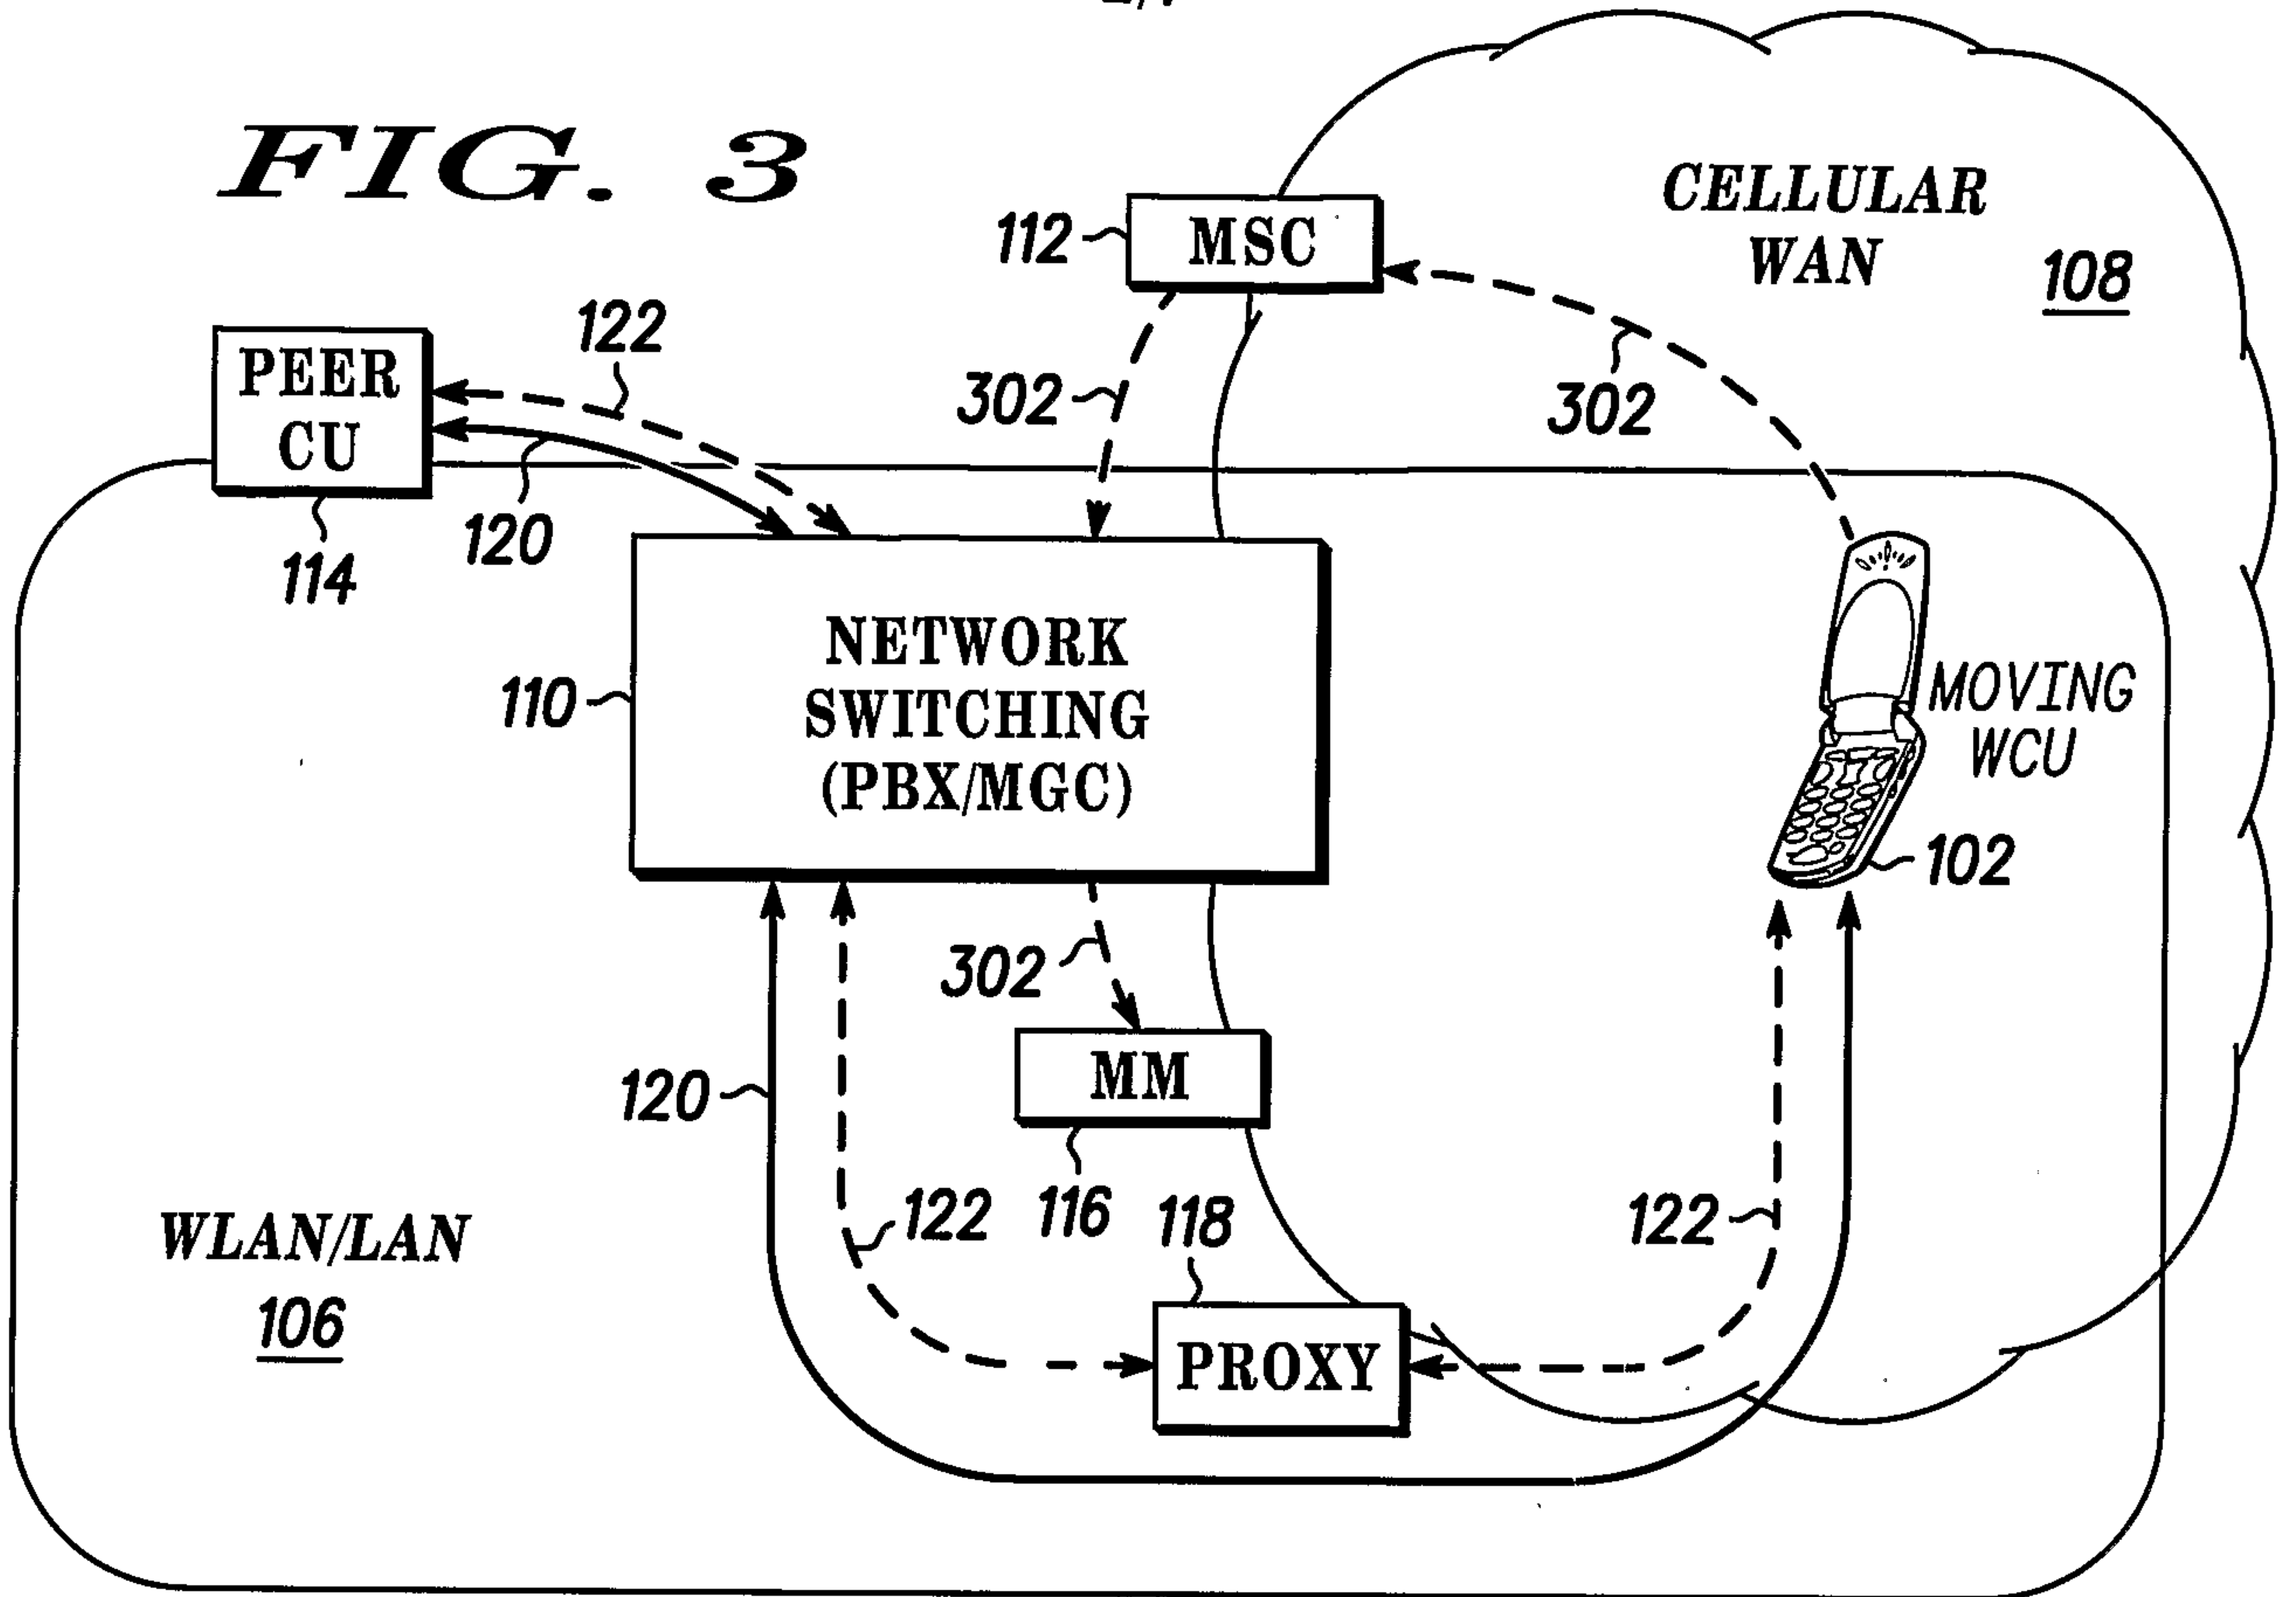 FIG. 3
CELLULAR
WAN
108
112
MSC
122
302
302
PEER
CU
120
114
NETWORK
SWITCHING
(PBX/MGC)
110
MOVING
WCU
102
302
MM
120
116
118
122
122
WLAN/LAN
106
PROXY